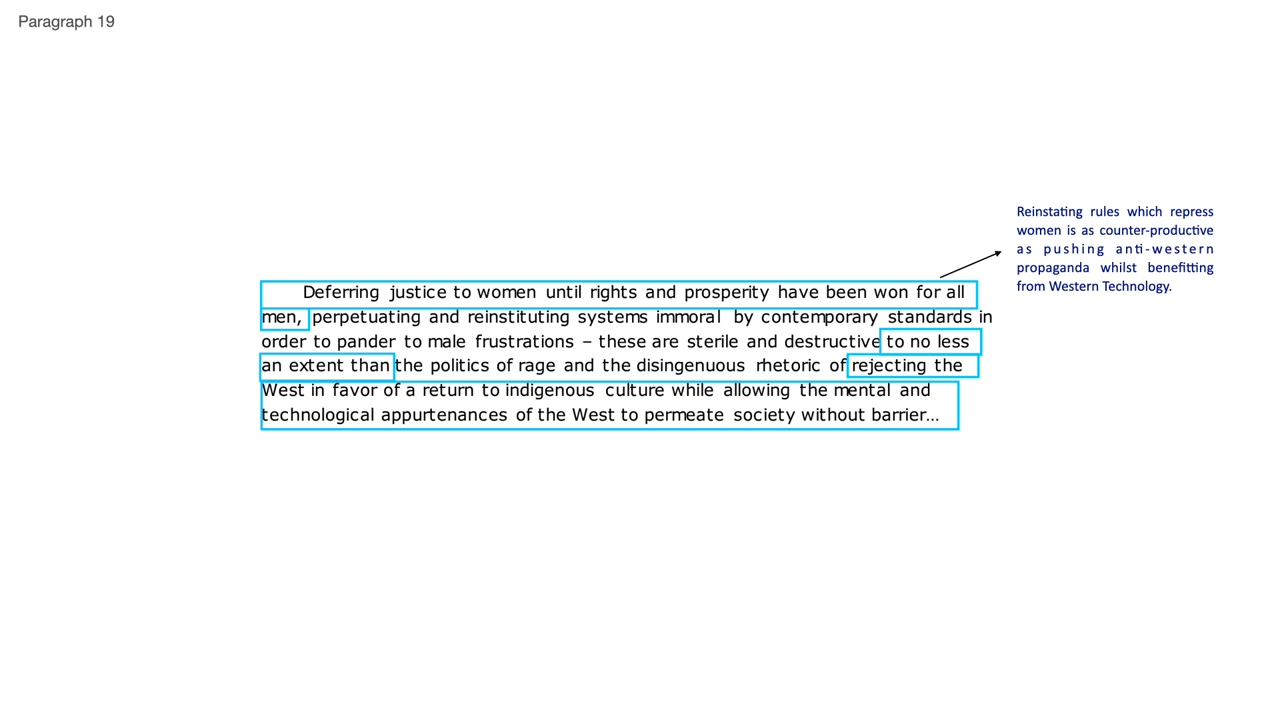 Paragraph 19
Reinstating rules which repress
women is as counter-productive
as pushing anti-western
propaganda whilst benefitting
from Western Technology.
Deferring justice to women until rights and prosperity have been won for all
men, perpetuating and reinstituting systems immoral by contemporary standards in
order to pander to male frustrations – these are sterile and destructive to no less
an extent than the politics of rage and the disingenuous rhetoric of rejecting the
West in favor of a return to indigenous culture while allowing the mental and
technological appurtenances of the West to permeate society without barrier...